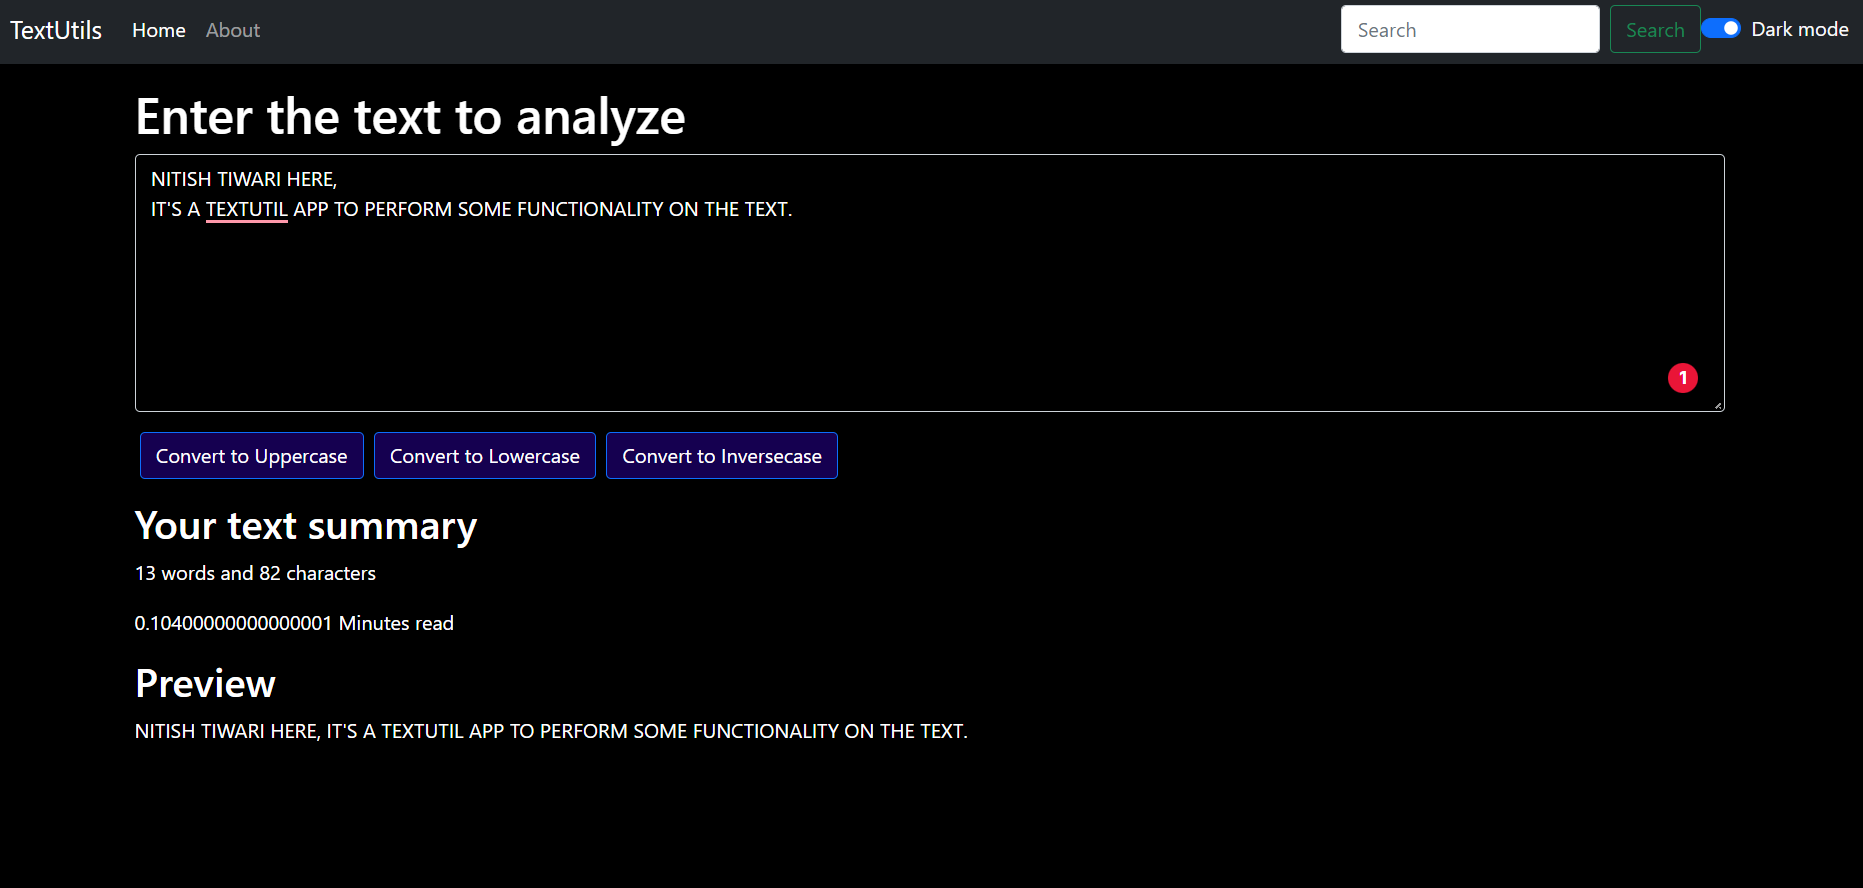 TextUtils Home About Search Search Dark mode
Enter the text to analyze
NITISH TIWARI HERE,
IT'S A TEXTUTIL APP TO PERFORM SOME FUNCTIONALITY ON THE TEXT.
1
Convert to Uppercase Convert to Lowercase Convert to Inversecase
Your text summary
13 words and 82 characters
0.10400000000000001 Minutes read
Preview
NITISH TIWARI HERE, IT'S A TEXTUTIL APP TO PERFORM SOME FUNCTIONALITY ON THE TEXT.